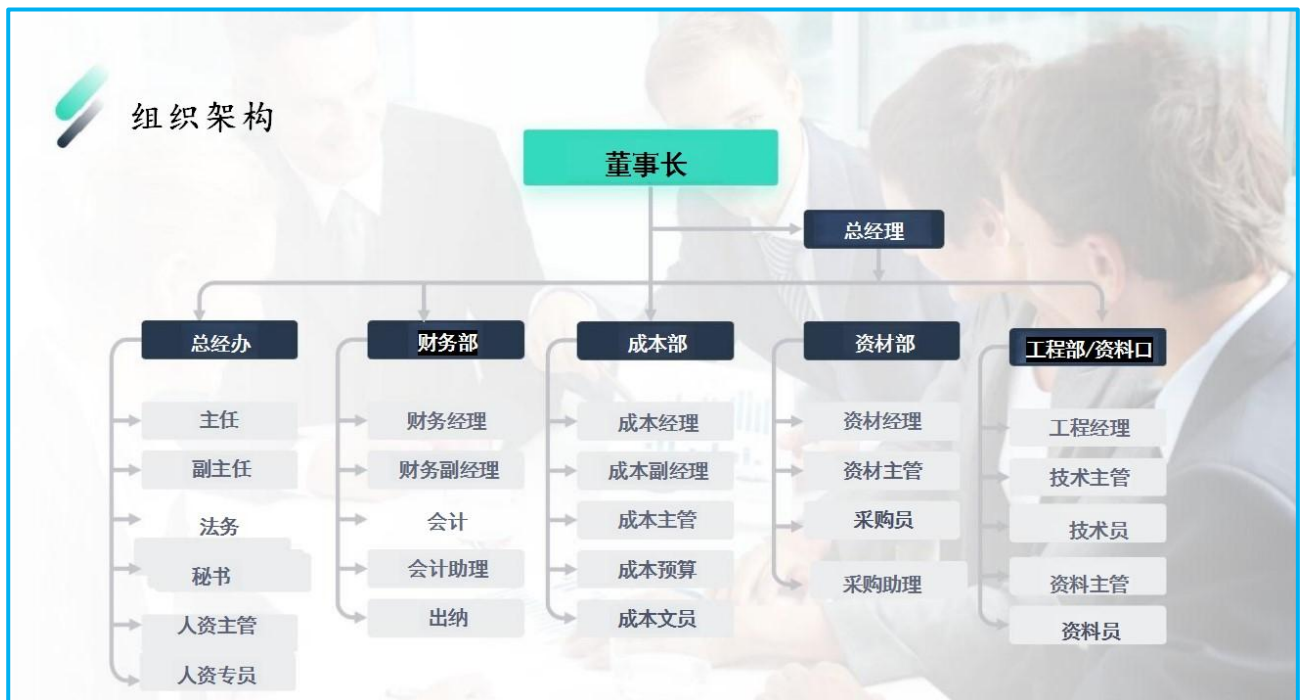 组织架构
董事长
总经理
总经办
财务部
成本部
资材部
工程部/资料口
主任
副主任
法务
秘书
人资主管
人资专员
财务经理
财务副经理
会计
会计助理
出纳
成本经理
成本副经理
成本主管
成本预算
成本文员
资材经理
资材主管
采购员
采购助理
工程经理
技术主管
技术员
资料主管
资料员